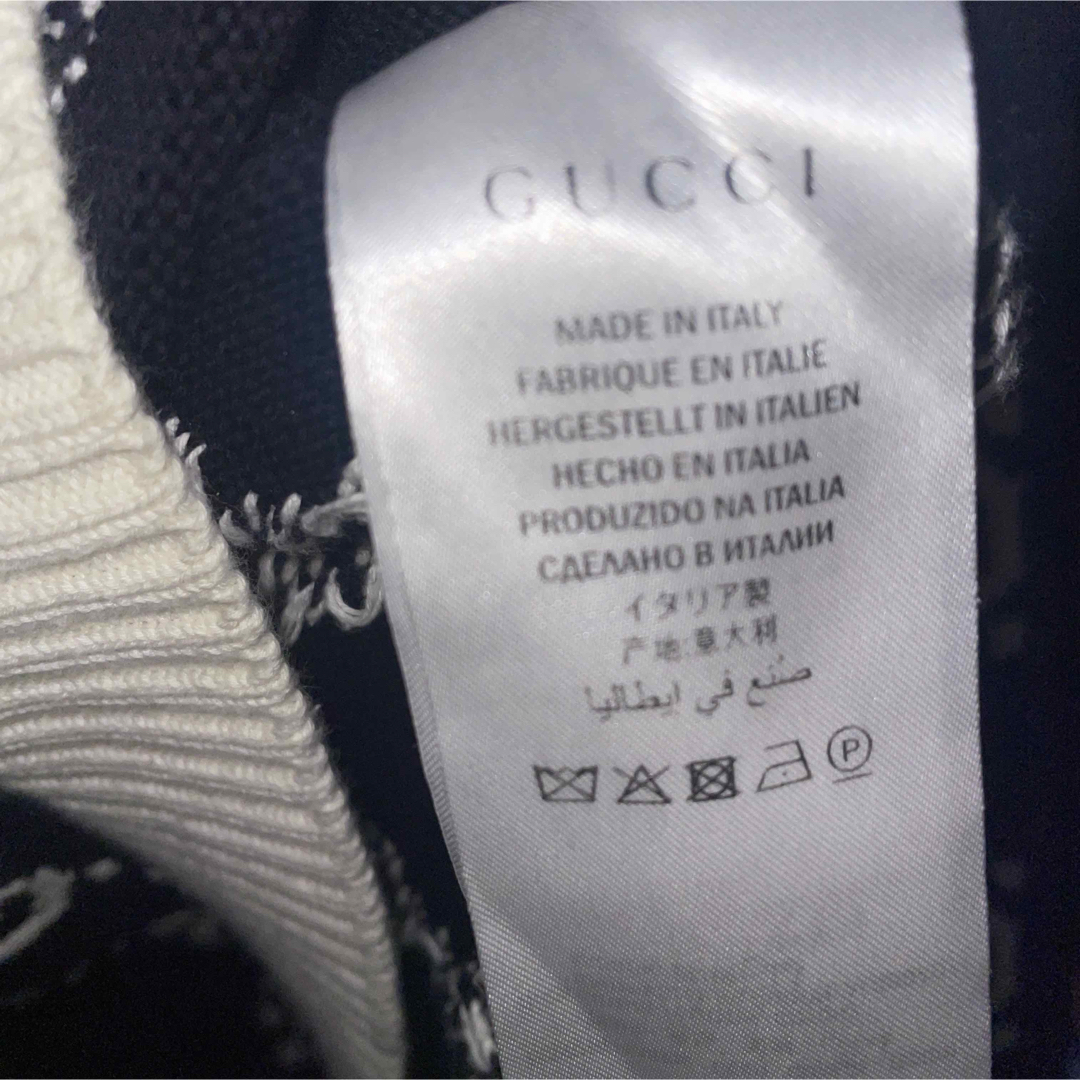 GUCCI
MADE IN ITALY
FABRIQUE EN ITALIE
HERGESTELLT IN ITALIEN
HECHO EN ITALIA
PRODUZIDO NA ITALIA
СДЕЛАНО В ИТАЛИИ
イタリア製
产地:意大利
صنع في ايطاليا
P